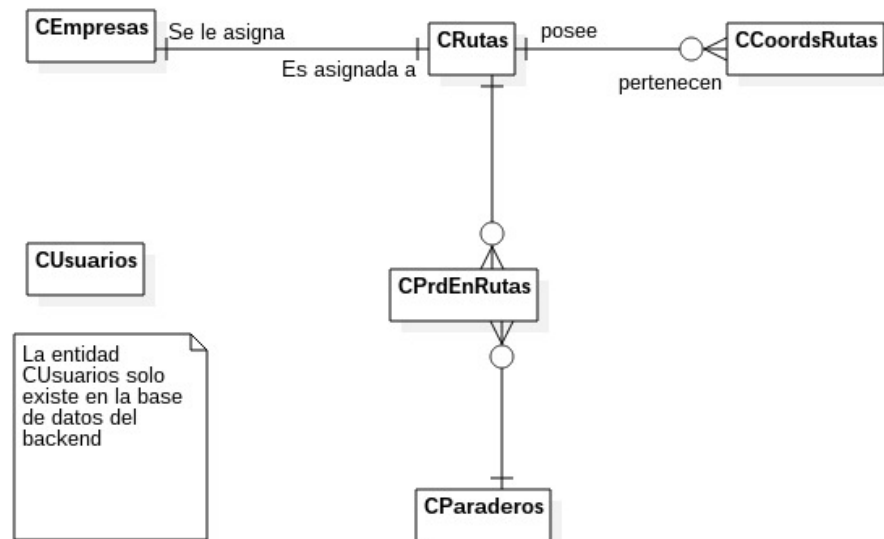 CEmpresas
Se le asigna
Es asignada a
CRutas
posee
pertenecen
CCoordsRutas
CUsuarios
CPrdEnRutas
La entidad
CUsuarios solo
existe en la base
de datos del
backend
CParaderos